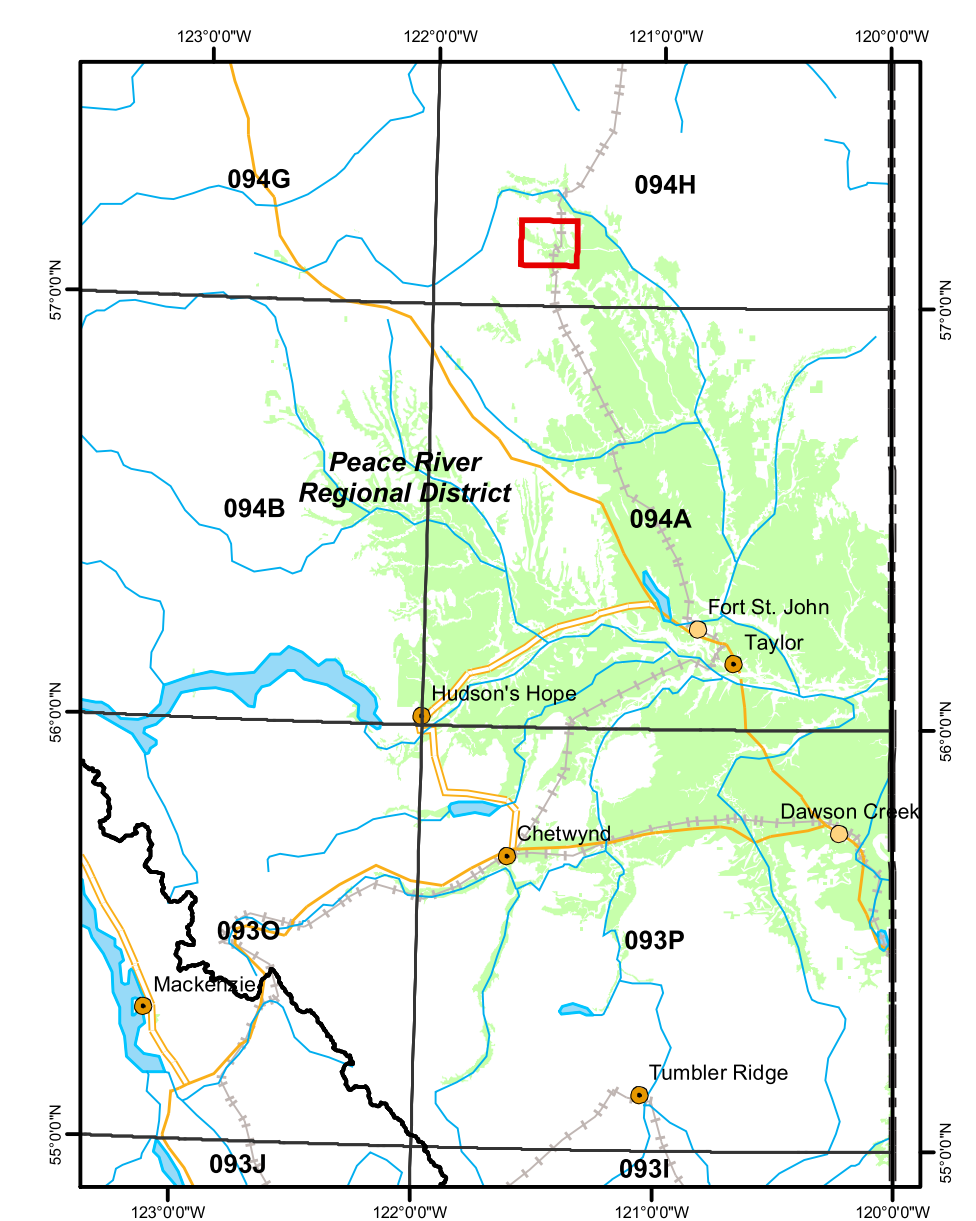 123°0'0"W
122°0'0"W
121°0'0"W
120°0'0"W
094G
094H
57°0'0"N
57°0'0"N
Peace River
Regional District
094B
094A
Fort St. John
Taylor
Hudson's Hope
56°0'0"N
56°0'0"N
Dawson Creek
Chetwynd
093O
093P
Mackenzie
Tumbler Ridge
55°0'0"N
55°0'0"N
093J
093I
123°0'0"W
122°0'0"W
121°0'0"W
120°0'0"W